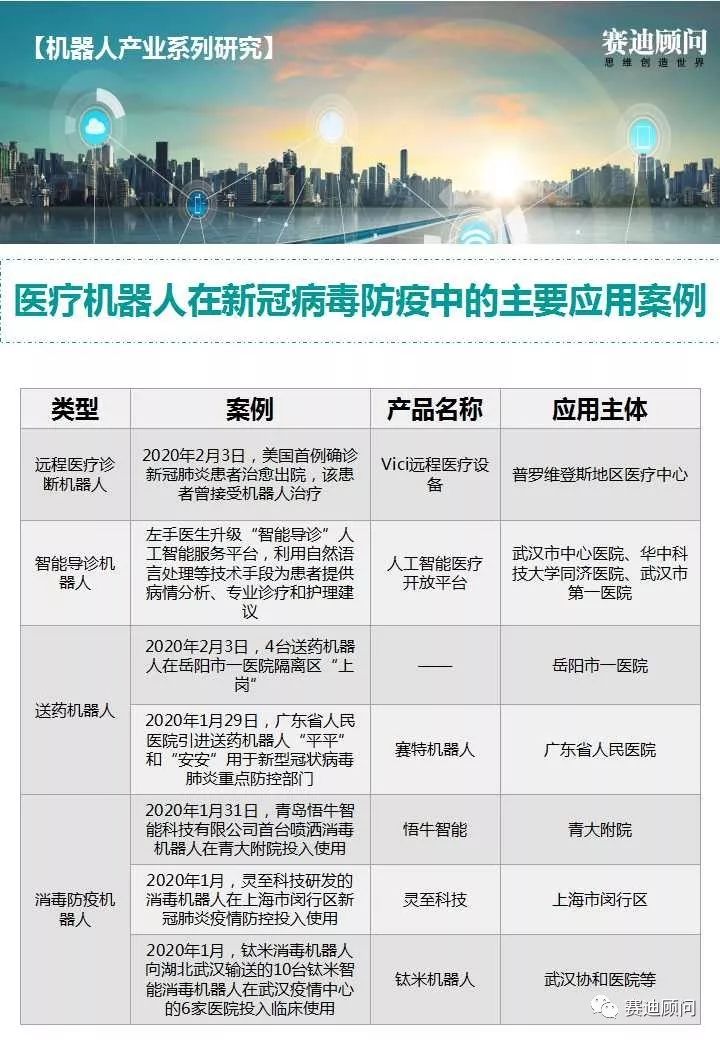 【机器人产业系列研究】
赛迪顾问
思维创造世界
医疗机器人在新冠病毒防疫中的主要应用案例
类型
案例
产品名称
应用主体
远程医疗诊
断机器人
2020年2月3日，美国首例确诊
新冠肺炎患者治愈出院，该患
者曾接受机器人治疗
Vici远程医疗设
备
普罗维登斯地区医疗中心
智能导诊机
器人
左手医生升级“智能导诊”人
工智能服务平台，利用自然语
言处理等技术手段为患者提供
病情分析、专业诊疗和护理建
议
人工智能医疗
开放平台
武汉市中心医院、华中科
技大学同济医院、武汉市
第一医院
送药机器人
2020年2月3日，4台送药机器
人在岳阳市一医院隔离区“上
岗“
——
岳阳市一医院
2020年1月29日，广东省人民
医院引进送药机器人“平平”
和“安安”用于新型冠状病毒
肺炎重点防控部门
赛特机器人
广东省人民医院
消毒防疫机
器人
2020年1月31日，青岛悟牛智
能科技有限公司首台喷洒消毒
机器人在青大附院投入使用
悟牛智能
青大附院
2020年1月，灵至科技研发的
消毒机器人在上海市闵行区新
冠肺炎疫情防控投入使用
灵至科技
上海市闵行区
2020年1月，钛米消毒机器人
向湖北武汉输送的10台钛米智
能消毒机器人在武汉疫情中心
的6家医院投入临床使用
钛米机器人
武汉协和医院等
赛迪顾问